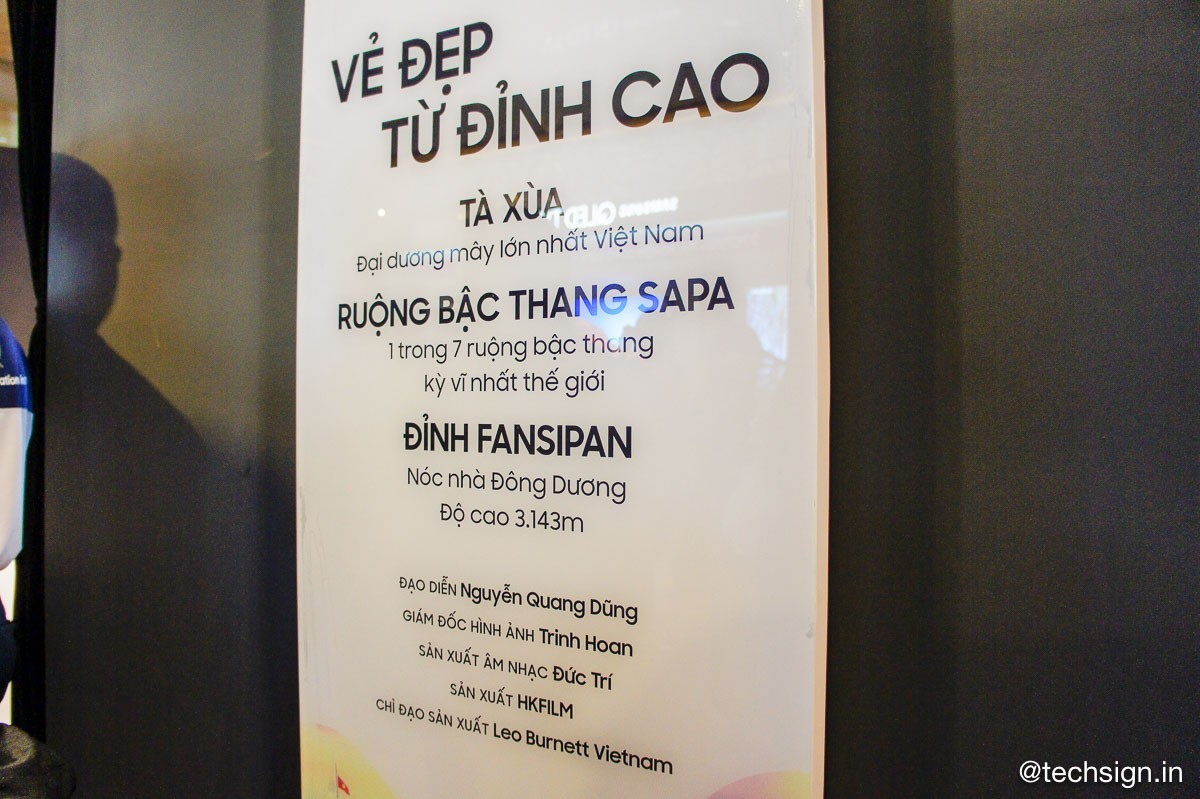 VẺ ĐẸP
TỪ ĐỈNH CAO
TÀ XÙA
SAMSUNG QLED TV
Đại dương mây lớn nhất Việt Nam
RUỘNG BẬC THANG SAPA
1 trong 7 ruộng bậc thang
kỳ vĩ nhất thế giới
ĐỈNH FANSIPAN
Nóc nhà Đông Dương
Độ cao 3.143m
ĐẠO DIỄN Nguyễn Quang Dũng
GIÁM ĐỐC HÌNH ẢNH Trinh Hoan
SẢN XUẤT ÂM NHẠC Đức Trí
SẢN XUẤT HKFILM
CHỈ ĐẠO SẢN XUẤT Leo Burnett Vietnam
@techsign.in